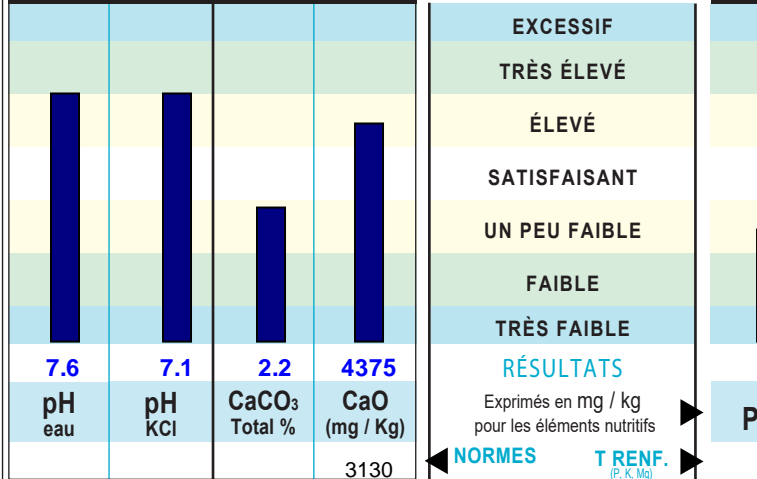 EXCESSIF
TRÈS ÉLEVÉ
ÉLEVÉ
SATISFAISANT
UN PEU FAIBLE
FAIBLE
TRÈS FAIBLE
7.6 7.1 2.2 4375 RÉSULTATS
pH eau
pH KCl
CaCO₃ Total %
CaO (mg / Kg)
Exprimés en mg / kg
pour les éléments nutritifs
P
3130
NORMES T RENF.
(P, K, Mg)